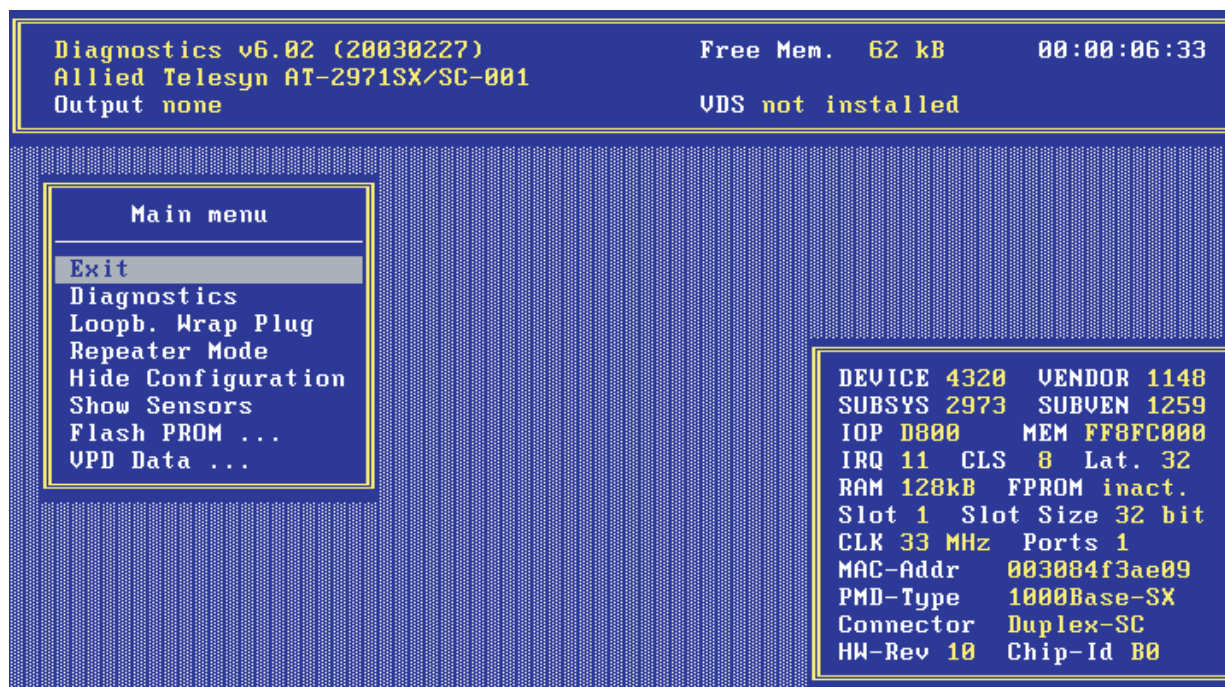 Diagnostics v6.02 (20030227) Free Mem. 62 kB 00:00:06:33
Allied Telesyn AT-2971SX/SC-001
Output none VDS not installed
Main menu
Exit
Diagnostics
Loopb. Wrap Plug
Repeater Mode
Hide Configuration
Show Sensors
Flash PROM ...
VPD Data ...
DEVICE 4320 VENDOR 1148
SUBSYS 2973 SUBVEN 1259
IOP D800 MEM FF8FC000
IRQ 11 CLS 8 Lat. 32
RAM 128kB FPROM inact.
Slot 1 Slot Size 32 bit
CLK 33 MHz Ports 1
MAC-Addr 003084f3ae09
PMD-Type 1000Base-SX
Connector Duplex-SC
HW-Rev 10 Chip-Id B0